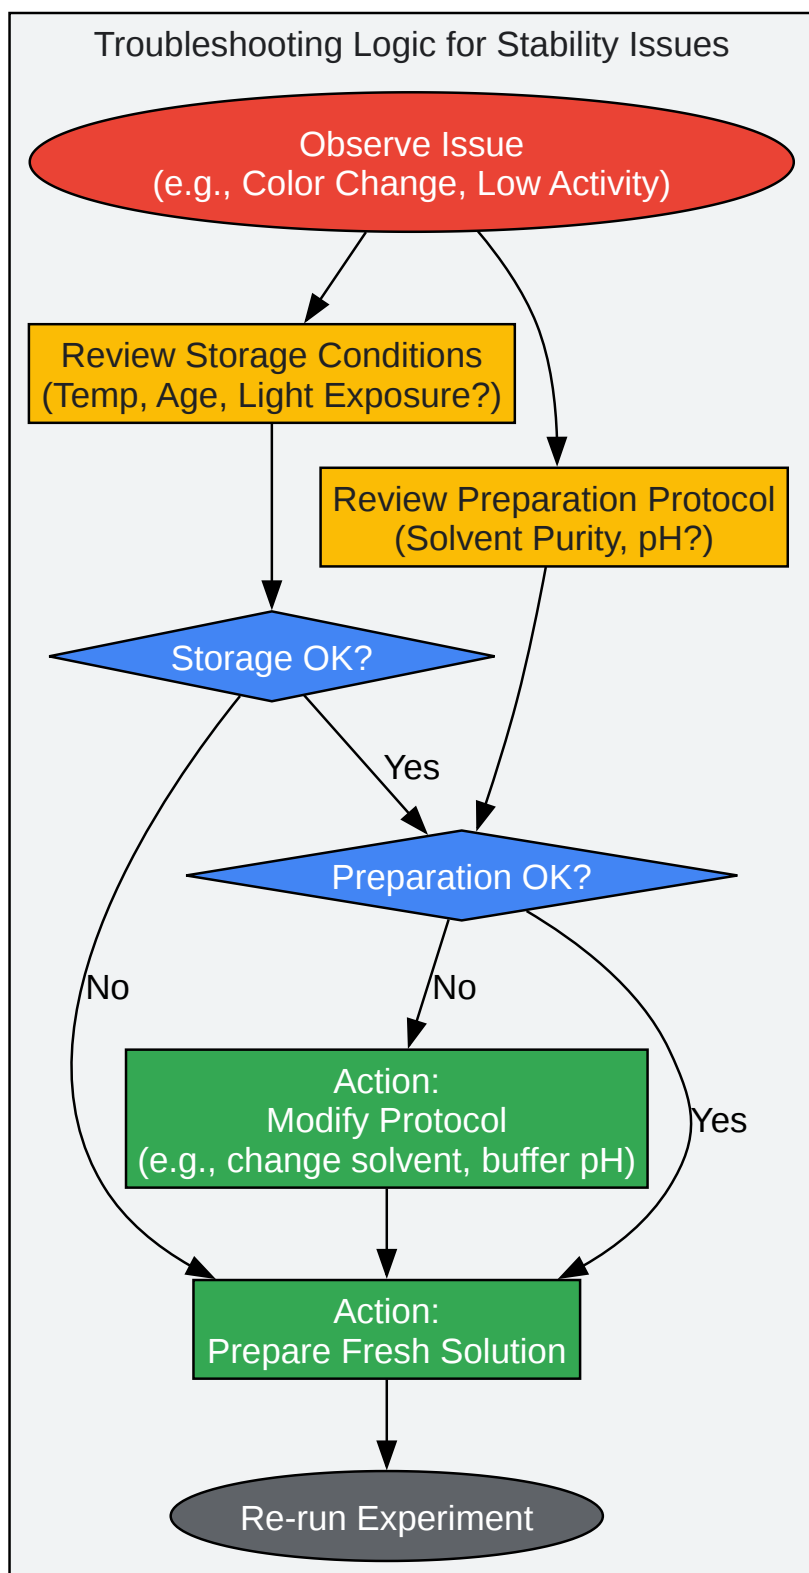 Troubleshooting Logic for Stability Issues
Observe Issue
(e.g., Color Change, Low Activity)
Review Storage Conditions
(Temp, Age, Light Exposure?)
Review Preparation Protocol
(Solvent Purity, pH?)
Storage OK?
Yes
Preparation OK?
No
No
Action:
Modify Protocol
(e.g., change solvent, buffer pH)
Yes
Action:
Prepare Fresh Solution
Re-run Experiment